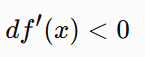 df′(x) < 0